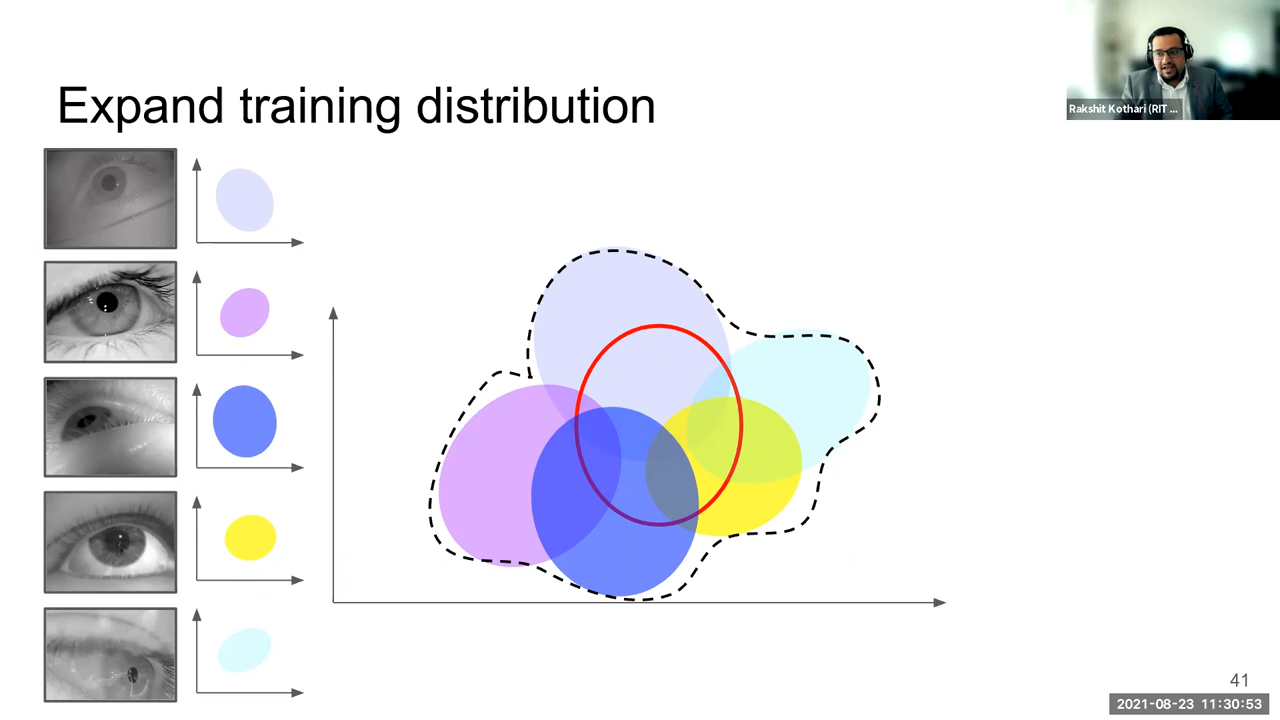 Expand training distribution
Rakshit Kothari (RIT ...
41
2021-08-23 11:30:53